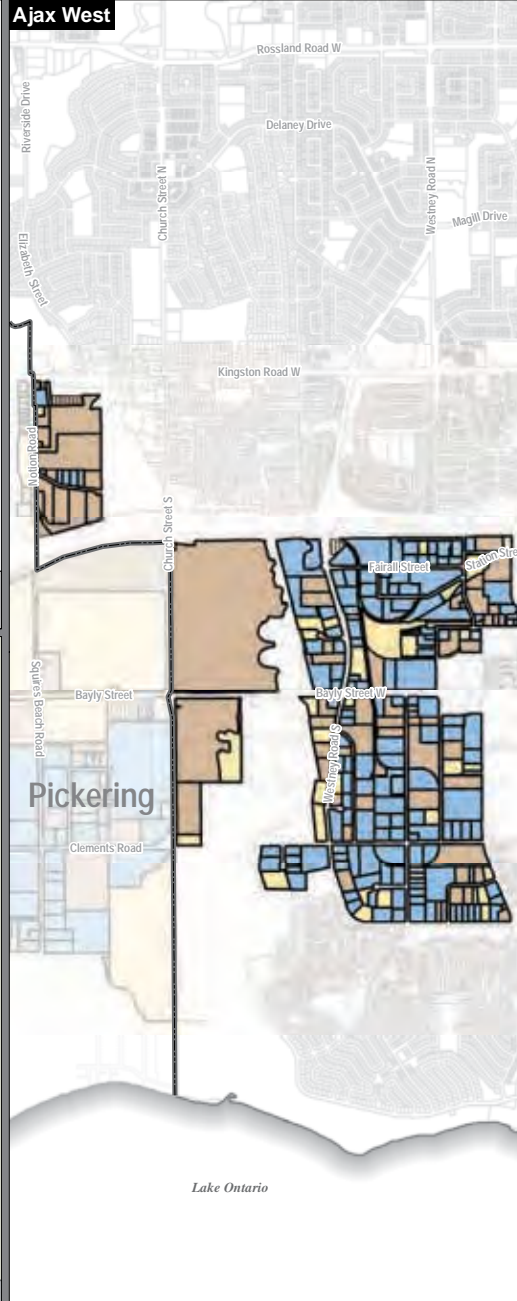 Ajax West
Rossland Road W
Riverside Drive
Delaney Drive
Church Street N
Westney Road N
Magill Drive
Elizabeth Street
Kingston Road W
Notion Road
Church Street S
Fairall Street
Station Stre
Squires Beach Road
Bayly Street
Bayly Street W
Westney Road S
Pickering
Clements Road
Lake Ontario